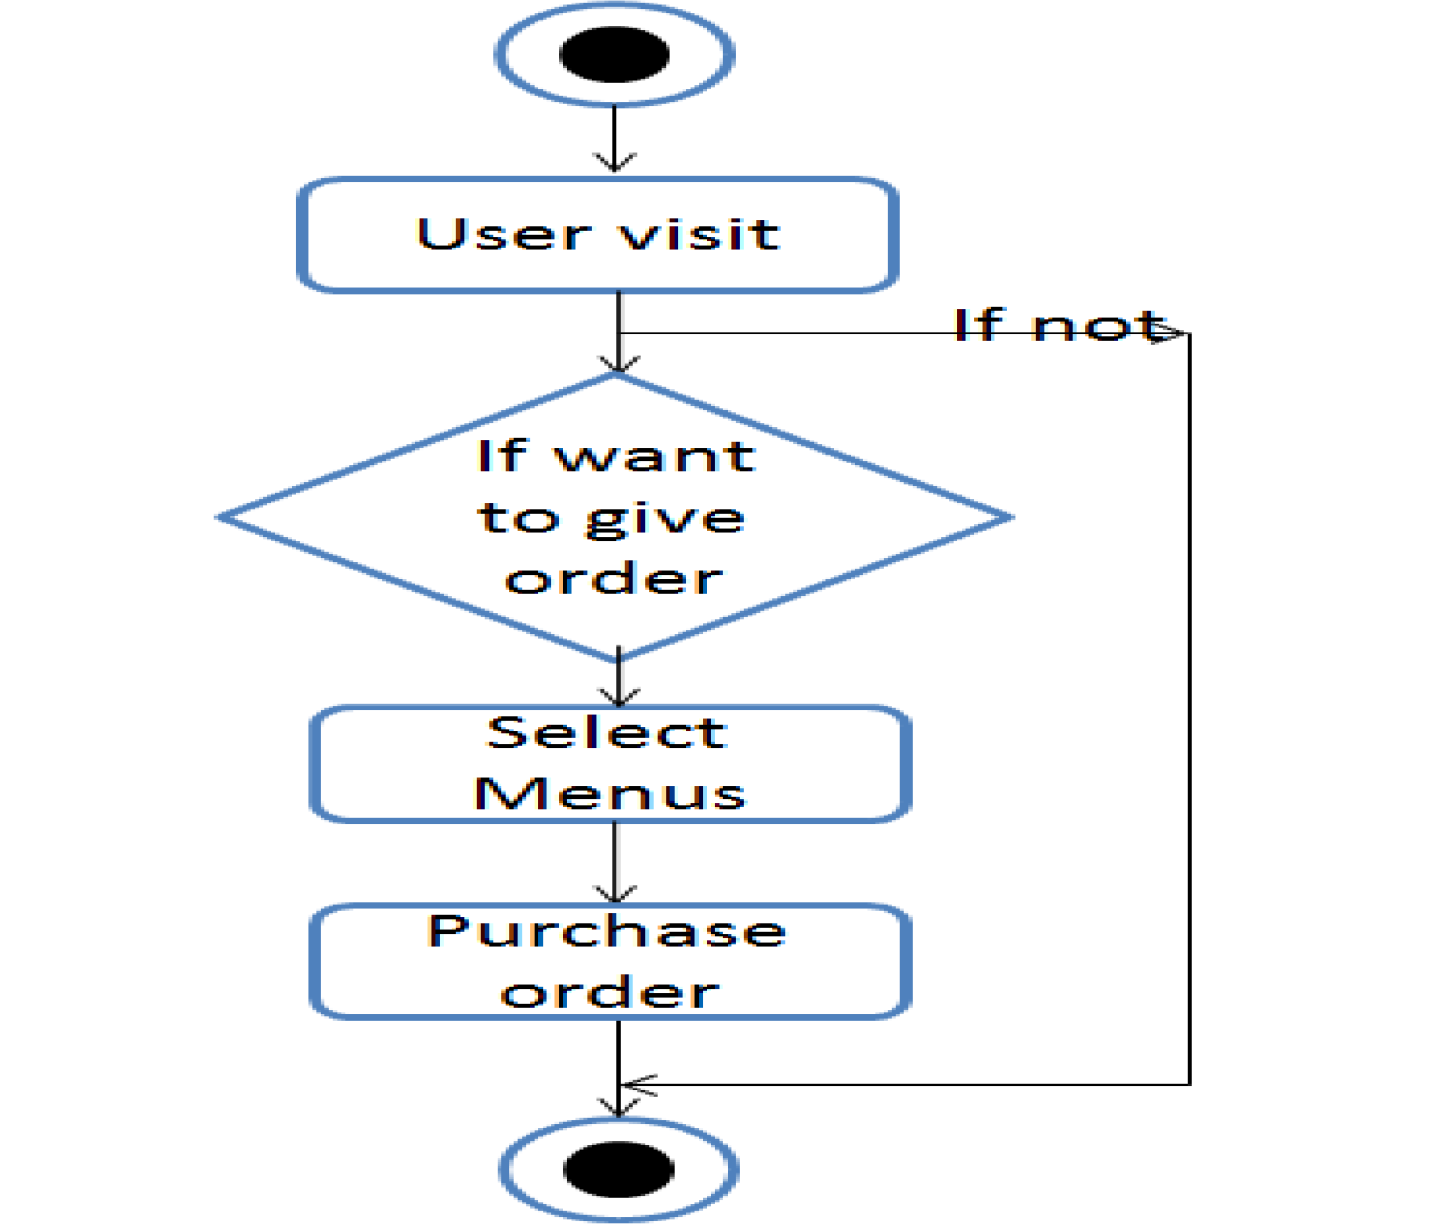 User visit
If not
If want
to give
order
Select
Menus
Purchase
order